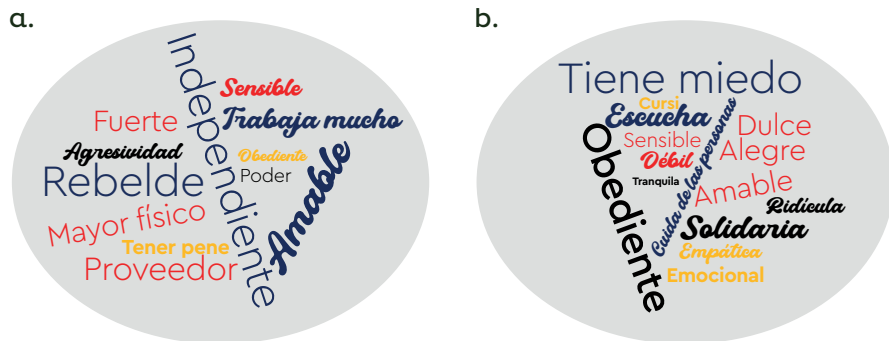 a.
Independiente
Sensible
Trabaja mucho
Fuerte
Agresividad
Obediente
Poder
Rebelde
Amable
Mayor físico
Tener pene
Proveedor
b.
Tiene miedo
Cursi
Escucha
Sensible
Débil
Tranquila
Obediente
Cuida de las personas
Dulce
Alegre
Amable
Ridícula
Solidaria
Empática
Emocional